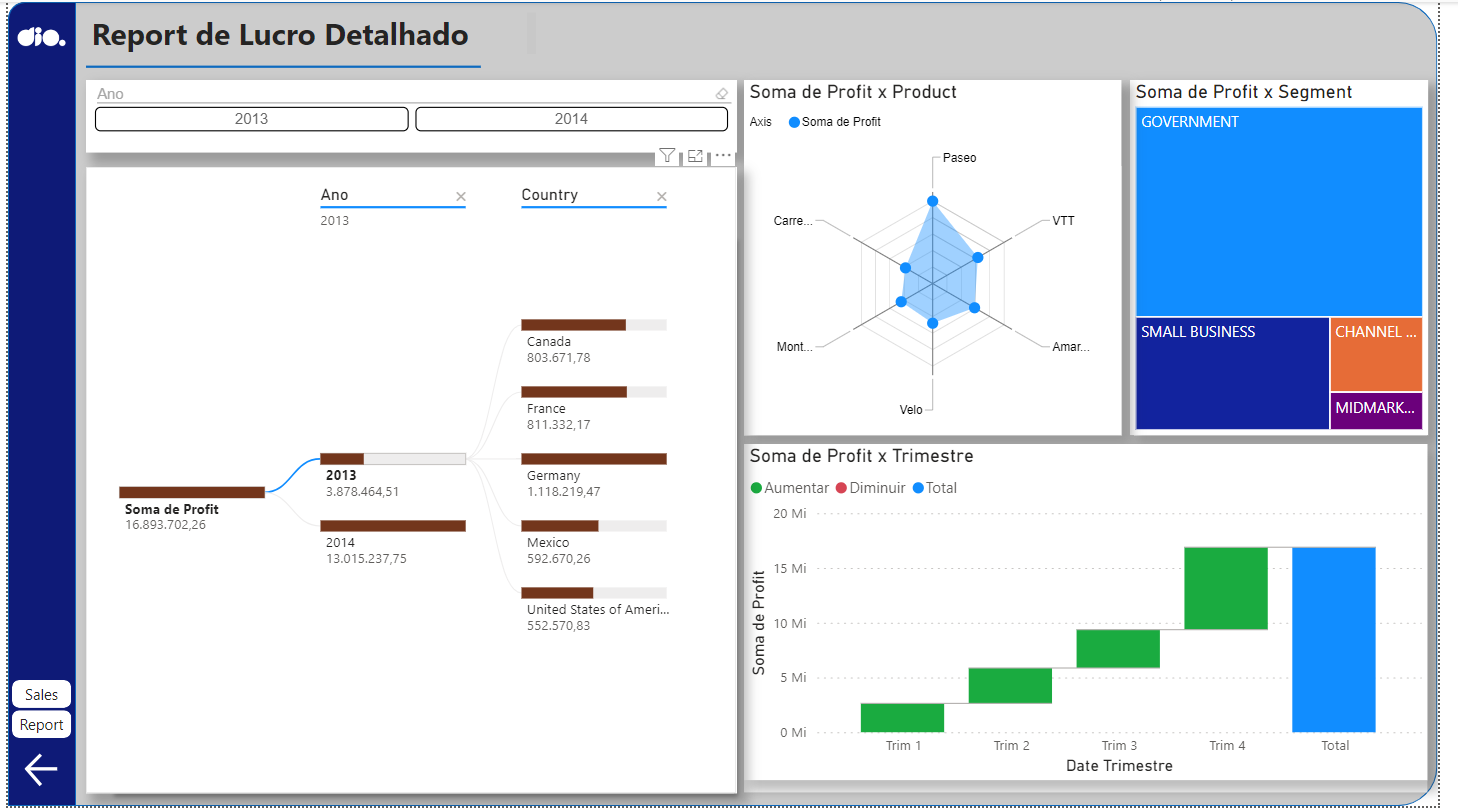 dio.
Report de Lucro Detalhado
Ano
2013
2014
Ano
2013
Country
Canada
803.671,78
France
811.332,17
2013
3.878.464,51
Germany
1.118.219,47
Soma de Profit
16.893.702,26
2014
13.015.237,75
Mexico
592.670,26
United States of Ameri...
552.570,83
Soma de Profit x Product
Axis
Soma de Profit
Paseo
VTT
Amar...
Velo
Mont...
Carre...
Soma de Profit x Segment
GOVERNMENT
SMALL BUSINESS
CHANNEL ...
MIDMARK...
Soma de Profit x Trimestre
Aumentar Diminuir Total
20 Mi
15 Mi
10 Mi
5 Mi
0 Mi
Soma de Profit
Trim 1 Trim 2 Trim 3 Trim 4 Total
Date Trimestre
Sales
Report